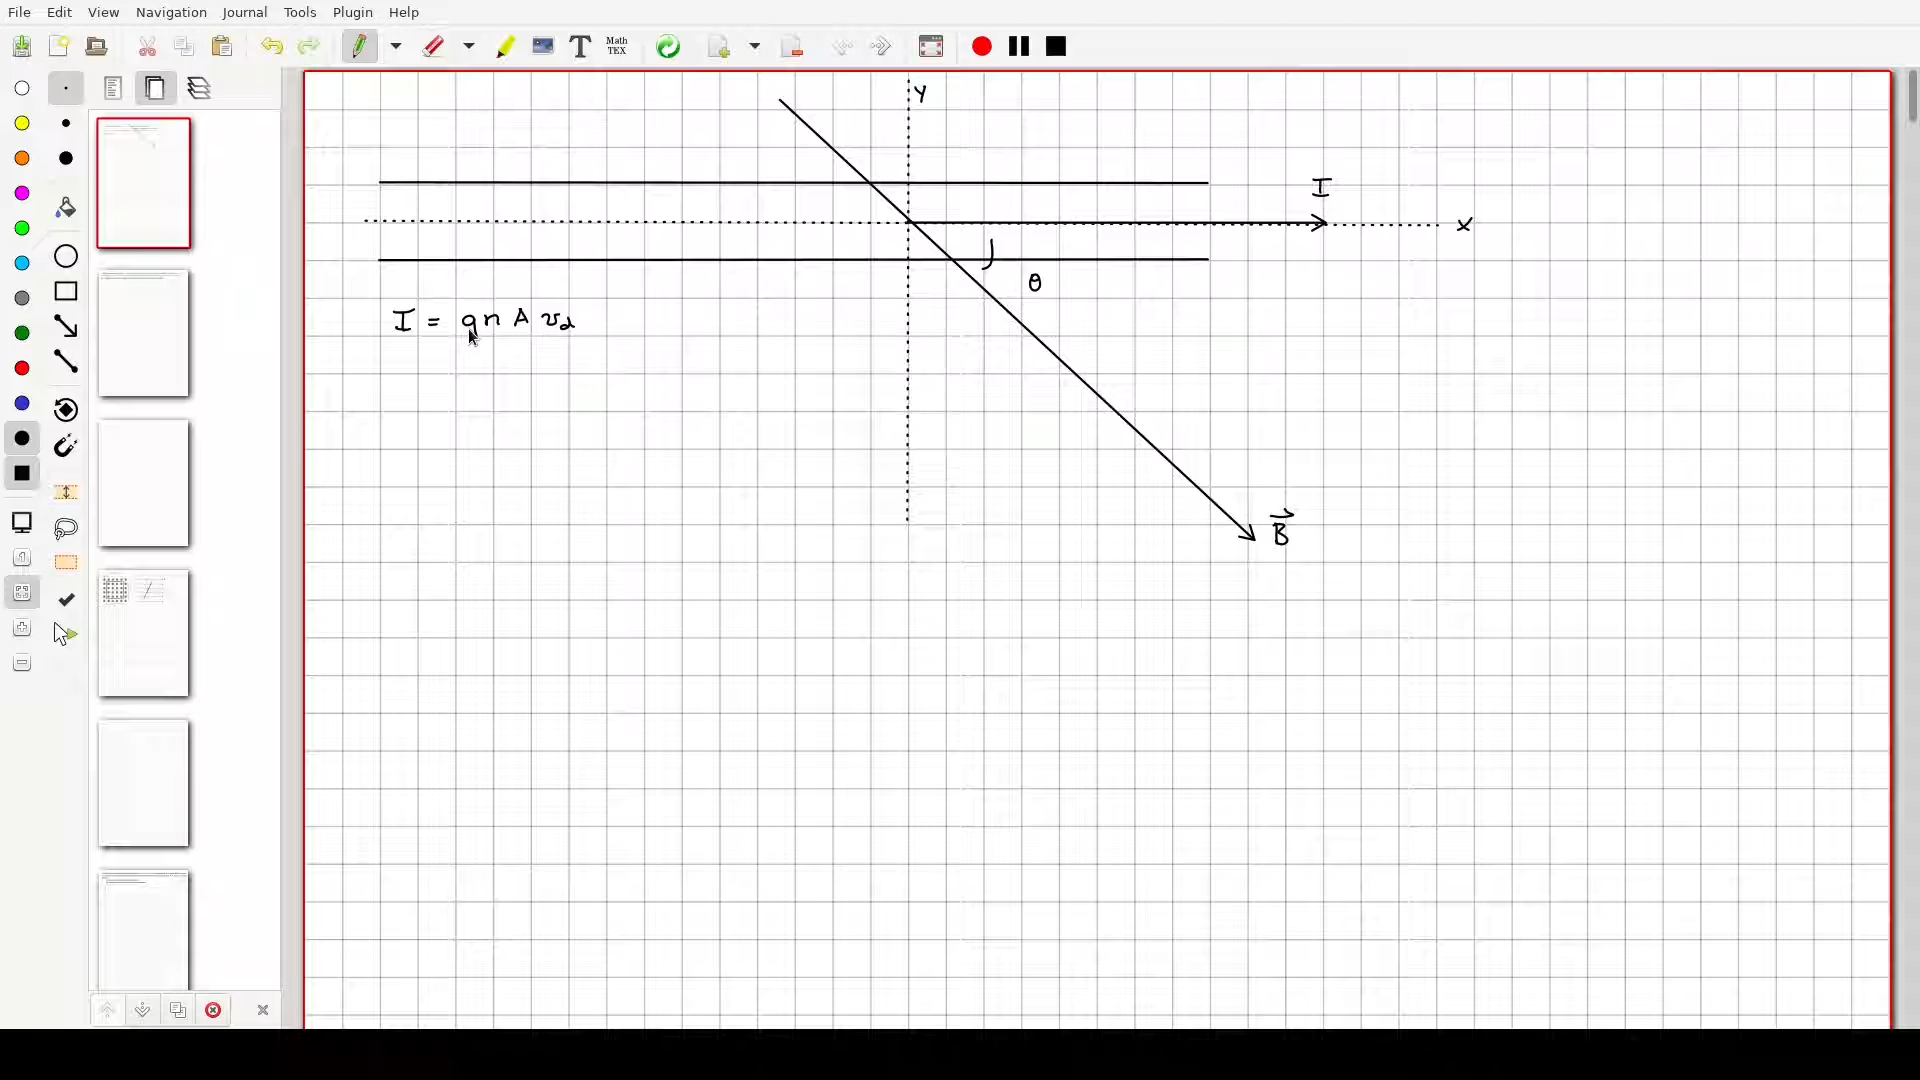 File Edit View Navigation Journal Tools Plugin Help
Math
TEX
y
I
x
θ
I = qnAv_d
B⃗